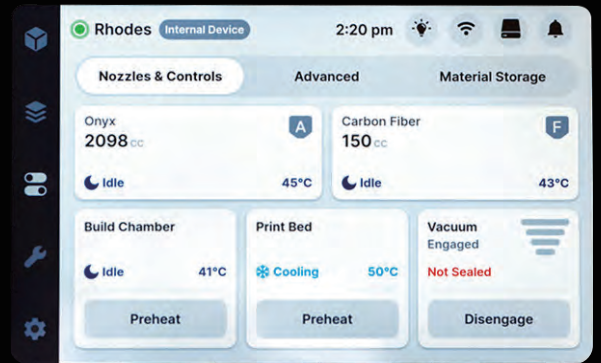 Rhodes Internal Device 2:20 pm
Nozzles & Controls Advanced Material Storage
Onyx
2098 cc
A
Idle 45°C
Carbon Fiber
150 cc
F
Idle 43°C
Build Chamber
Idle 41°C
Preheat
Print Bed
Cooling 50°C
Preheat
Vacuum
Engaged
Not Sealed
Disengage